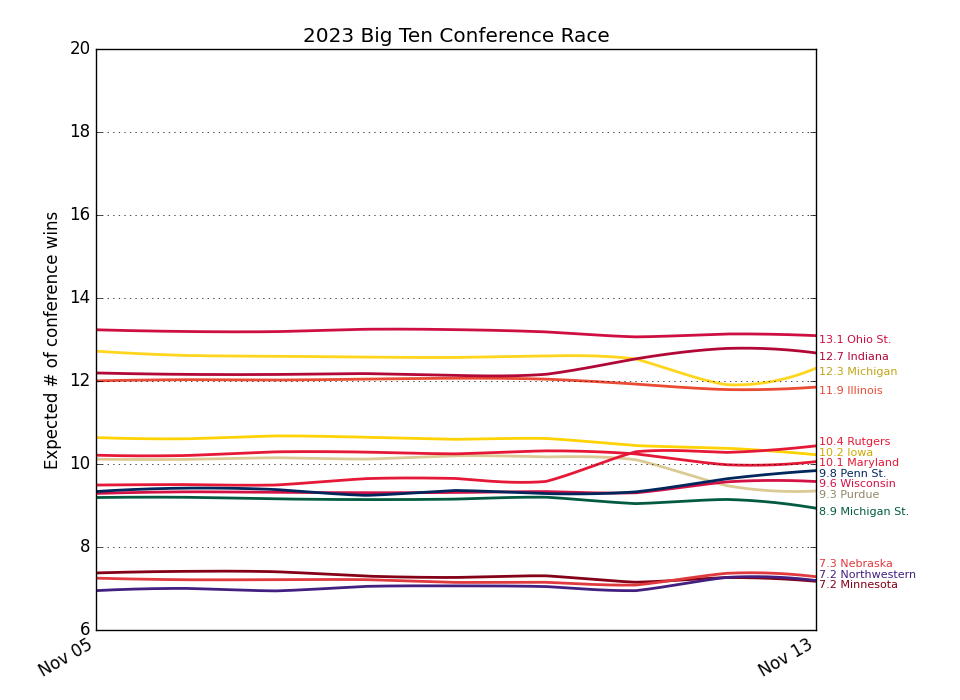 2023 Big Ten Conference Race
Expected # of conference wins
20
18
16
14
12
10
8
6
Nov 05
Nov 13
13.1 Ohio St.
12.7 Indiana
12.3 Michigan
11.9 Illinois
10.4 Rutgers
10.2 Iowa
10.1 Maryland
9.8 Penn St.
9.6 Wisconsin
9.3 Purdue
8.9 Michigan St.
7.3 Nebraska
7.2 Northwestern
7.2 Minnesota